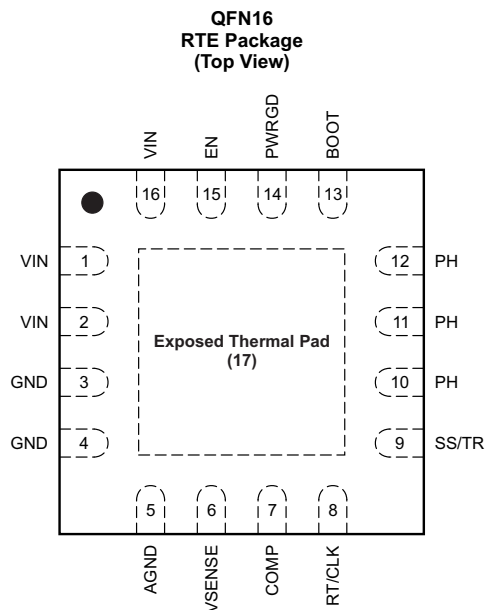 QFN16
RTE Package
(Top View)
VIN
EN
PWRGD
BOOT
16
15
14
13
VIN 1
12 PH
VIN 2
11 PH
Exposed Thermal Pad
(17)
GND 3
10 PH
GND 4
9 SS/TR
5
6
7
8
AGND
VSENSE
COMP
RT/CLK